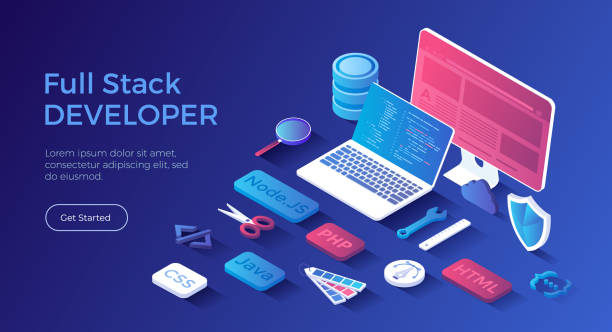 Full Stack
DEVELOPER
Lorem ipsum dolor sit amet,
consectetur adipiscing elit, sed
do eiusmod.
Get Started
Node.JS
PHP
CSS
Java
HTML
A